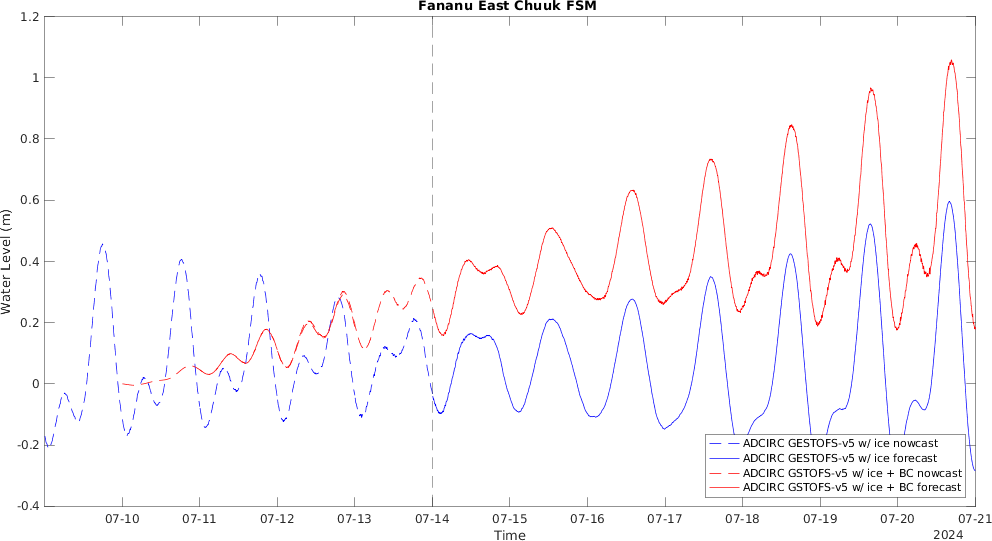 Fananu East Chuuk FSM
1.2
1
0.8
0.6
0.4
0.2
0
-0.2
-0.4
Water Level (m)
07-10 07-11 07-12 07-13 07-14 07-15 07-16 07-17 07-18 07-19 07-20 07-21
Time
2024
ADCIRC GESTOFS-v5 w/ ice nowcast
ADCIRC GESTOFS-v5 w/ ice forecast
ADCIRC GSTOFS-v5 w/ ice + BC nowcast
ADCIRC GSTOFS-v5 w/ ice + BC forecast